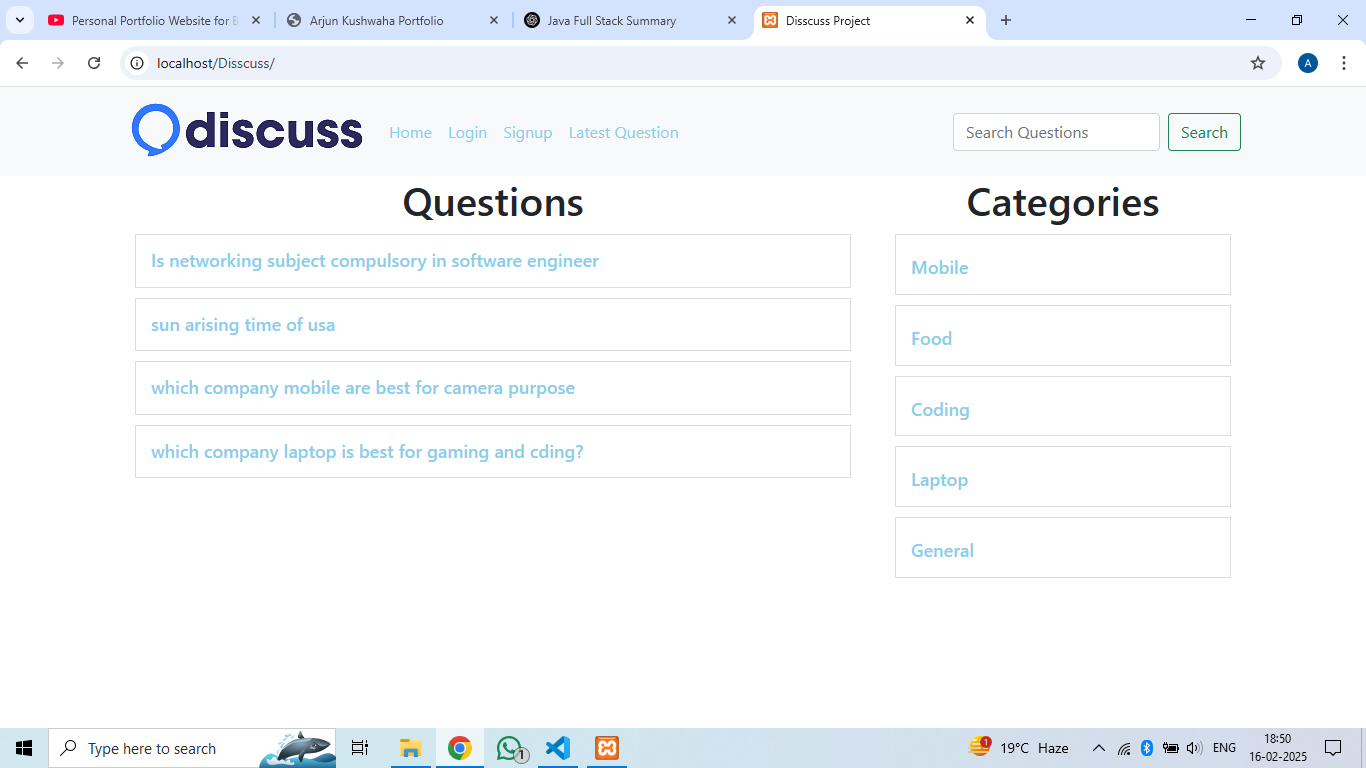 Personal Portfolio Website for B
Arjun Kushwaha Portfolio
Java Full Stack Summary
Disscuss Project
localhost/Disscuss/
A
discuss
Home Login Signup Latest Question
Search Questions
Search
Questions
Is networking subject compulsory in software engineer
sun arising time of usa
which company mobile are best for camera purpose
which company laptop is best for gaming and cding?
Categories
Mobile
Food
Coding
Laptop
General
Type here to search
1
1
19°C Haze
ENG
18:50
16-02-2025